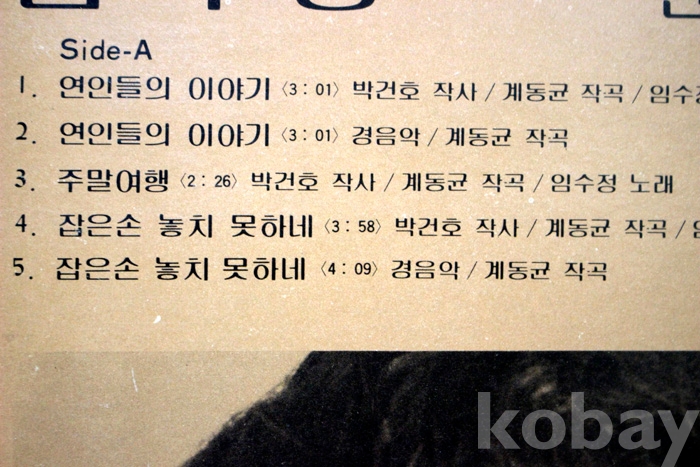 Side-A
1. 연인들의 이야기 〈3 : 01〉 박건호 작사 / 계동균 작곡 / 임수정
2. 연인들의 이야기 〈3 : 01〉 경음악 / 계동균 작곡
3. 주말여행 〈2 : 26〉 박건호 작사 / 계동균 작곡 / 임수정 노래
4. 잡은손 놓치 못하네 〈3 : 58〉 박건호 작사 / 계동균 작곡 /
5. 잡은손 놓치 못하네 〈4 : 09〉 경음악 / 계동균 작곡
kobay